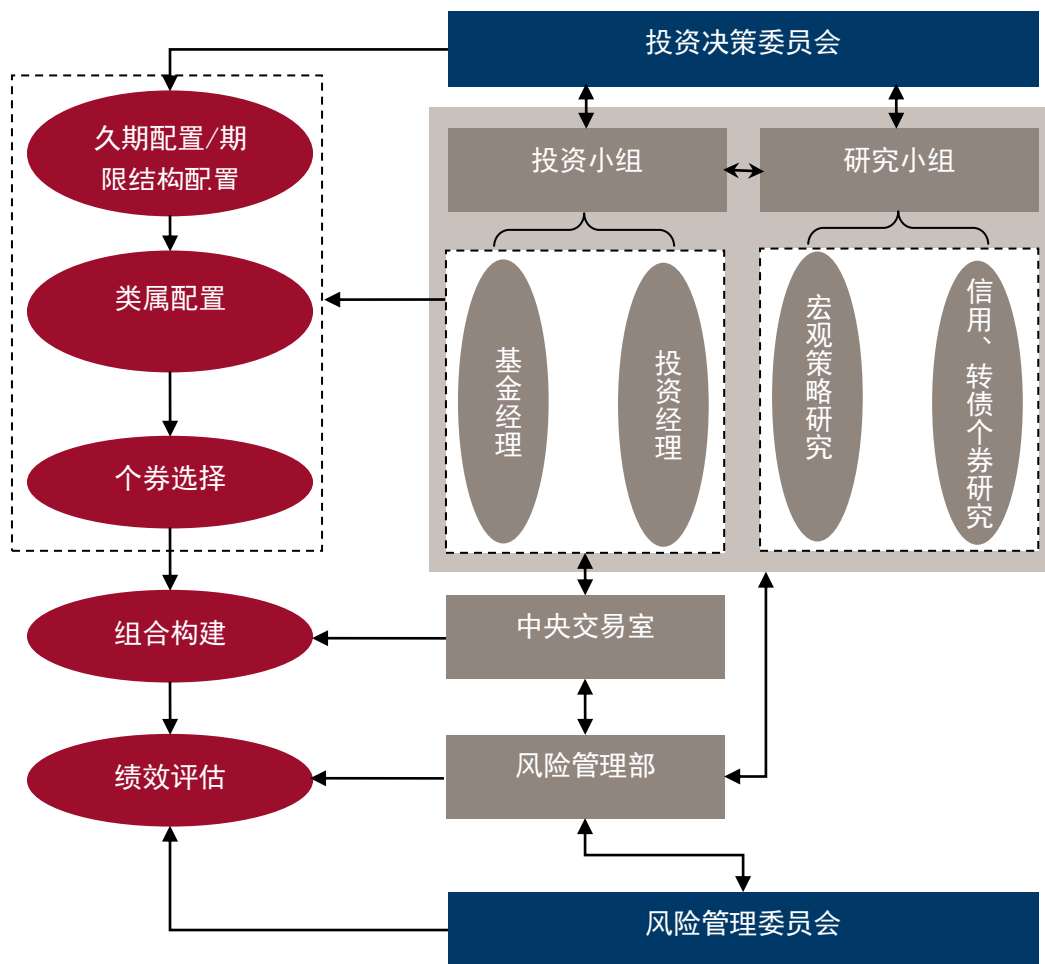 投资决策委员会
久期配置/期
限结构配置
投资小组
研究小组
类属配置
基金经理
投资经理
宏观策略研究
信用、转债个券研究
个券选择
组合构建
中央交易室
绩效评估
风险管理部
风险管理委员会